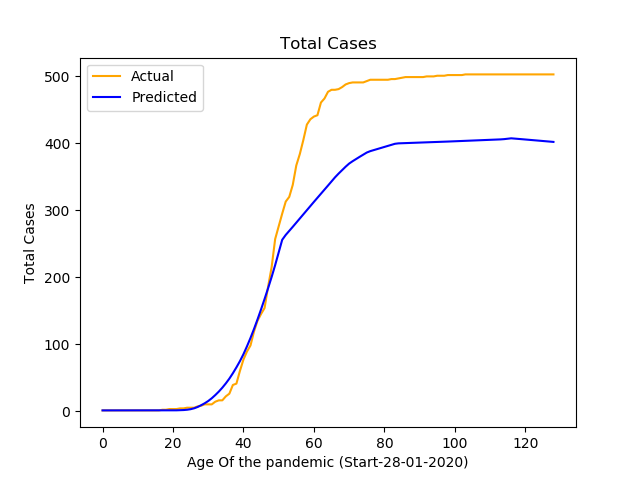 Total Cases
Actual
Predicted
500
400
300
200
100
0
Total Cases
0 20 40 60 80 100 120
Age Of the pandemic (Start-28-01-2020)